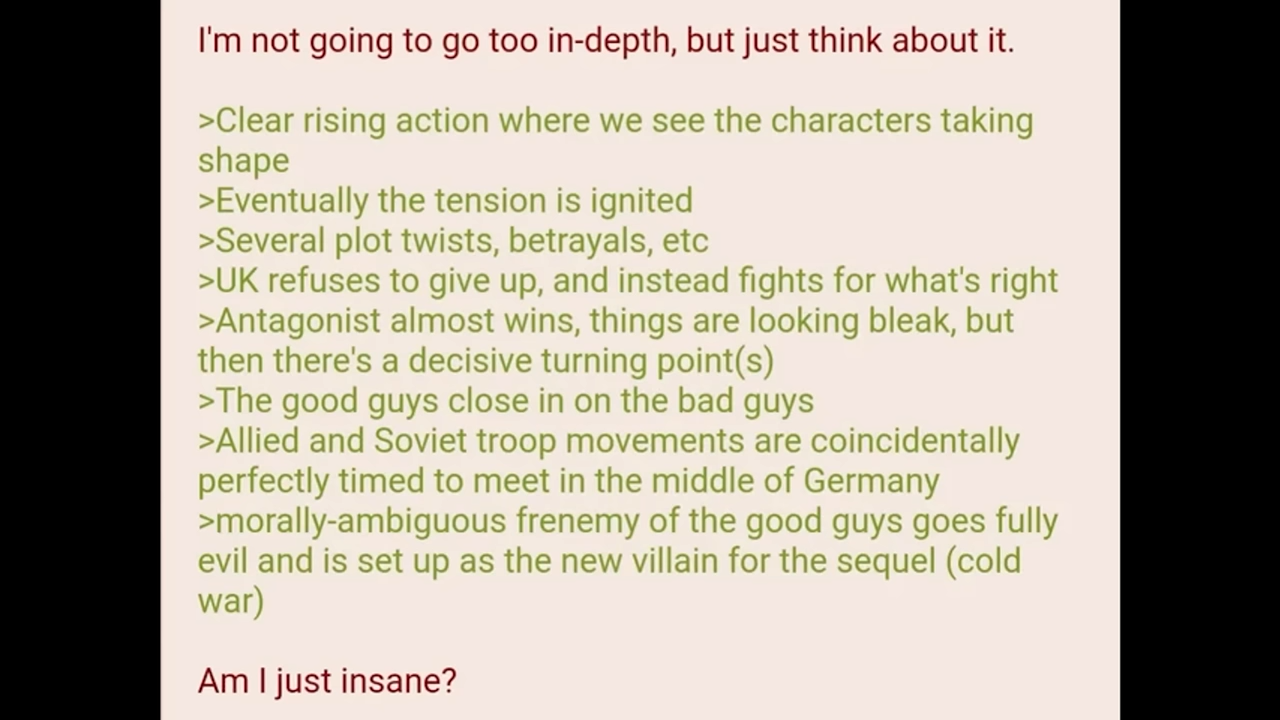 I'm not going to go too in-depth, but just think about it.
>Clear rising action where we see the characters taking
shape
>Eventually the tension is ignited
>Several plot twists, betrayals, etc
>UK refuses to give up, and instead fights for what's right
>Antagonist almost wins, things are looking bleak, but
then there's a decisive turning point(s)
>The good guys close in on the bad guys
>Allied and Soviet troop movements are coincidentally
perfectly timed to meet in the middle of Germany
>morally-ambiguous frenemy of the good guys goes fully
evil and is set up as the new villain for the sequel (cold
war)
Am I just insane?